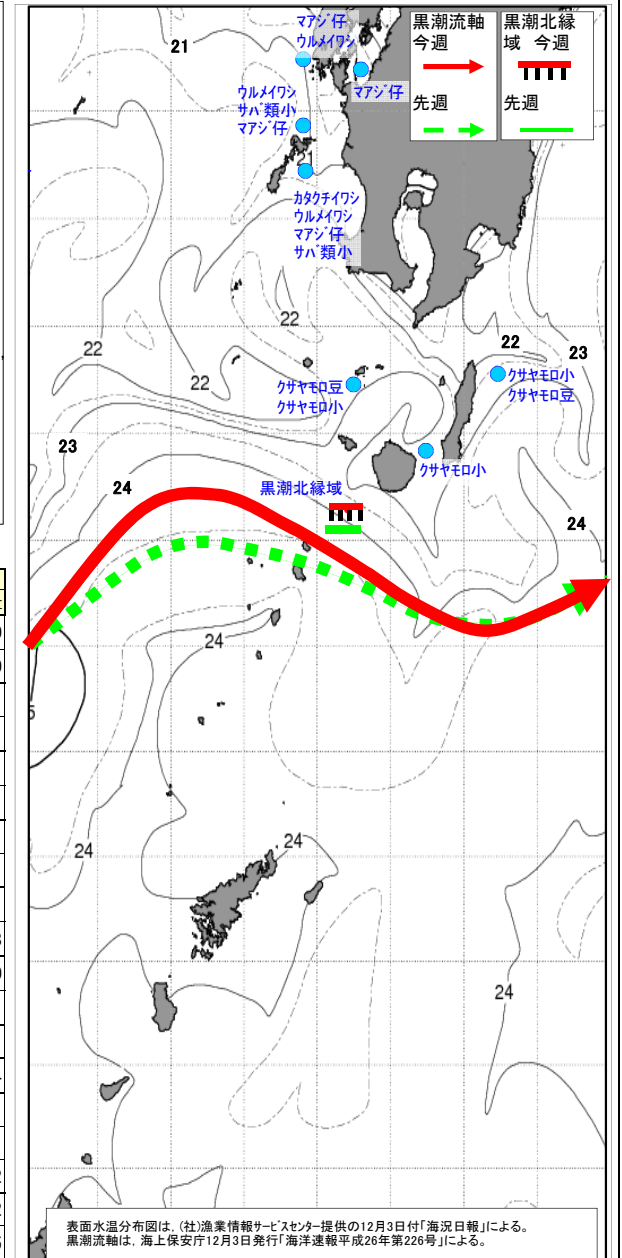 21
マアジ仔
ウルメイワシ
マアジ仔
黒潮流軸
今週
先週
黒潮北縁
域 今週
先週
ウルメイワシ
サバ類小
マアジ仔
21
カタクチイワシ
ウルメイワシ
マアジ仔
サバ類小
22
22
22
22
23
クサヤモロ豆
クサヤモロ小
クサヤモロ小
クサヤモロ豆
クサヤモロ小
23
24
黒潮北縁域
24
24
24
24
24
表面水温分布図は，(社)漁業情報サービスセンター提供の12月3日付「海況日報」による。
黒潮流軸は，海上保安庁12月3日発行「海洋速報平成26年第226号」による。